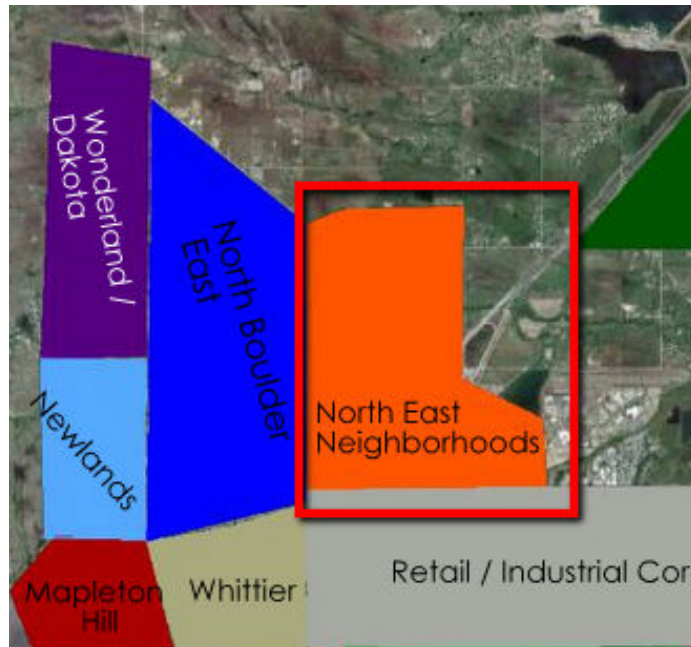 Wonderland /
Dakota
North Boulder
East
Newlands
North East
Neighborhoods
Mapleton
Hill
Whittier
Retail / Industrial Cor